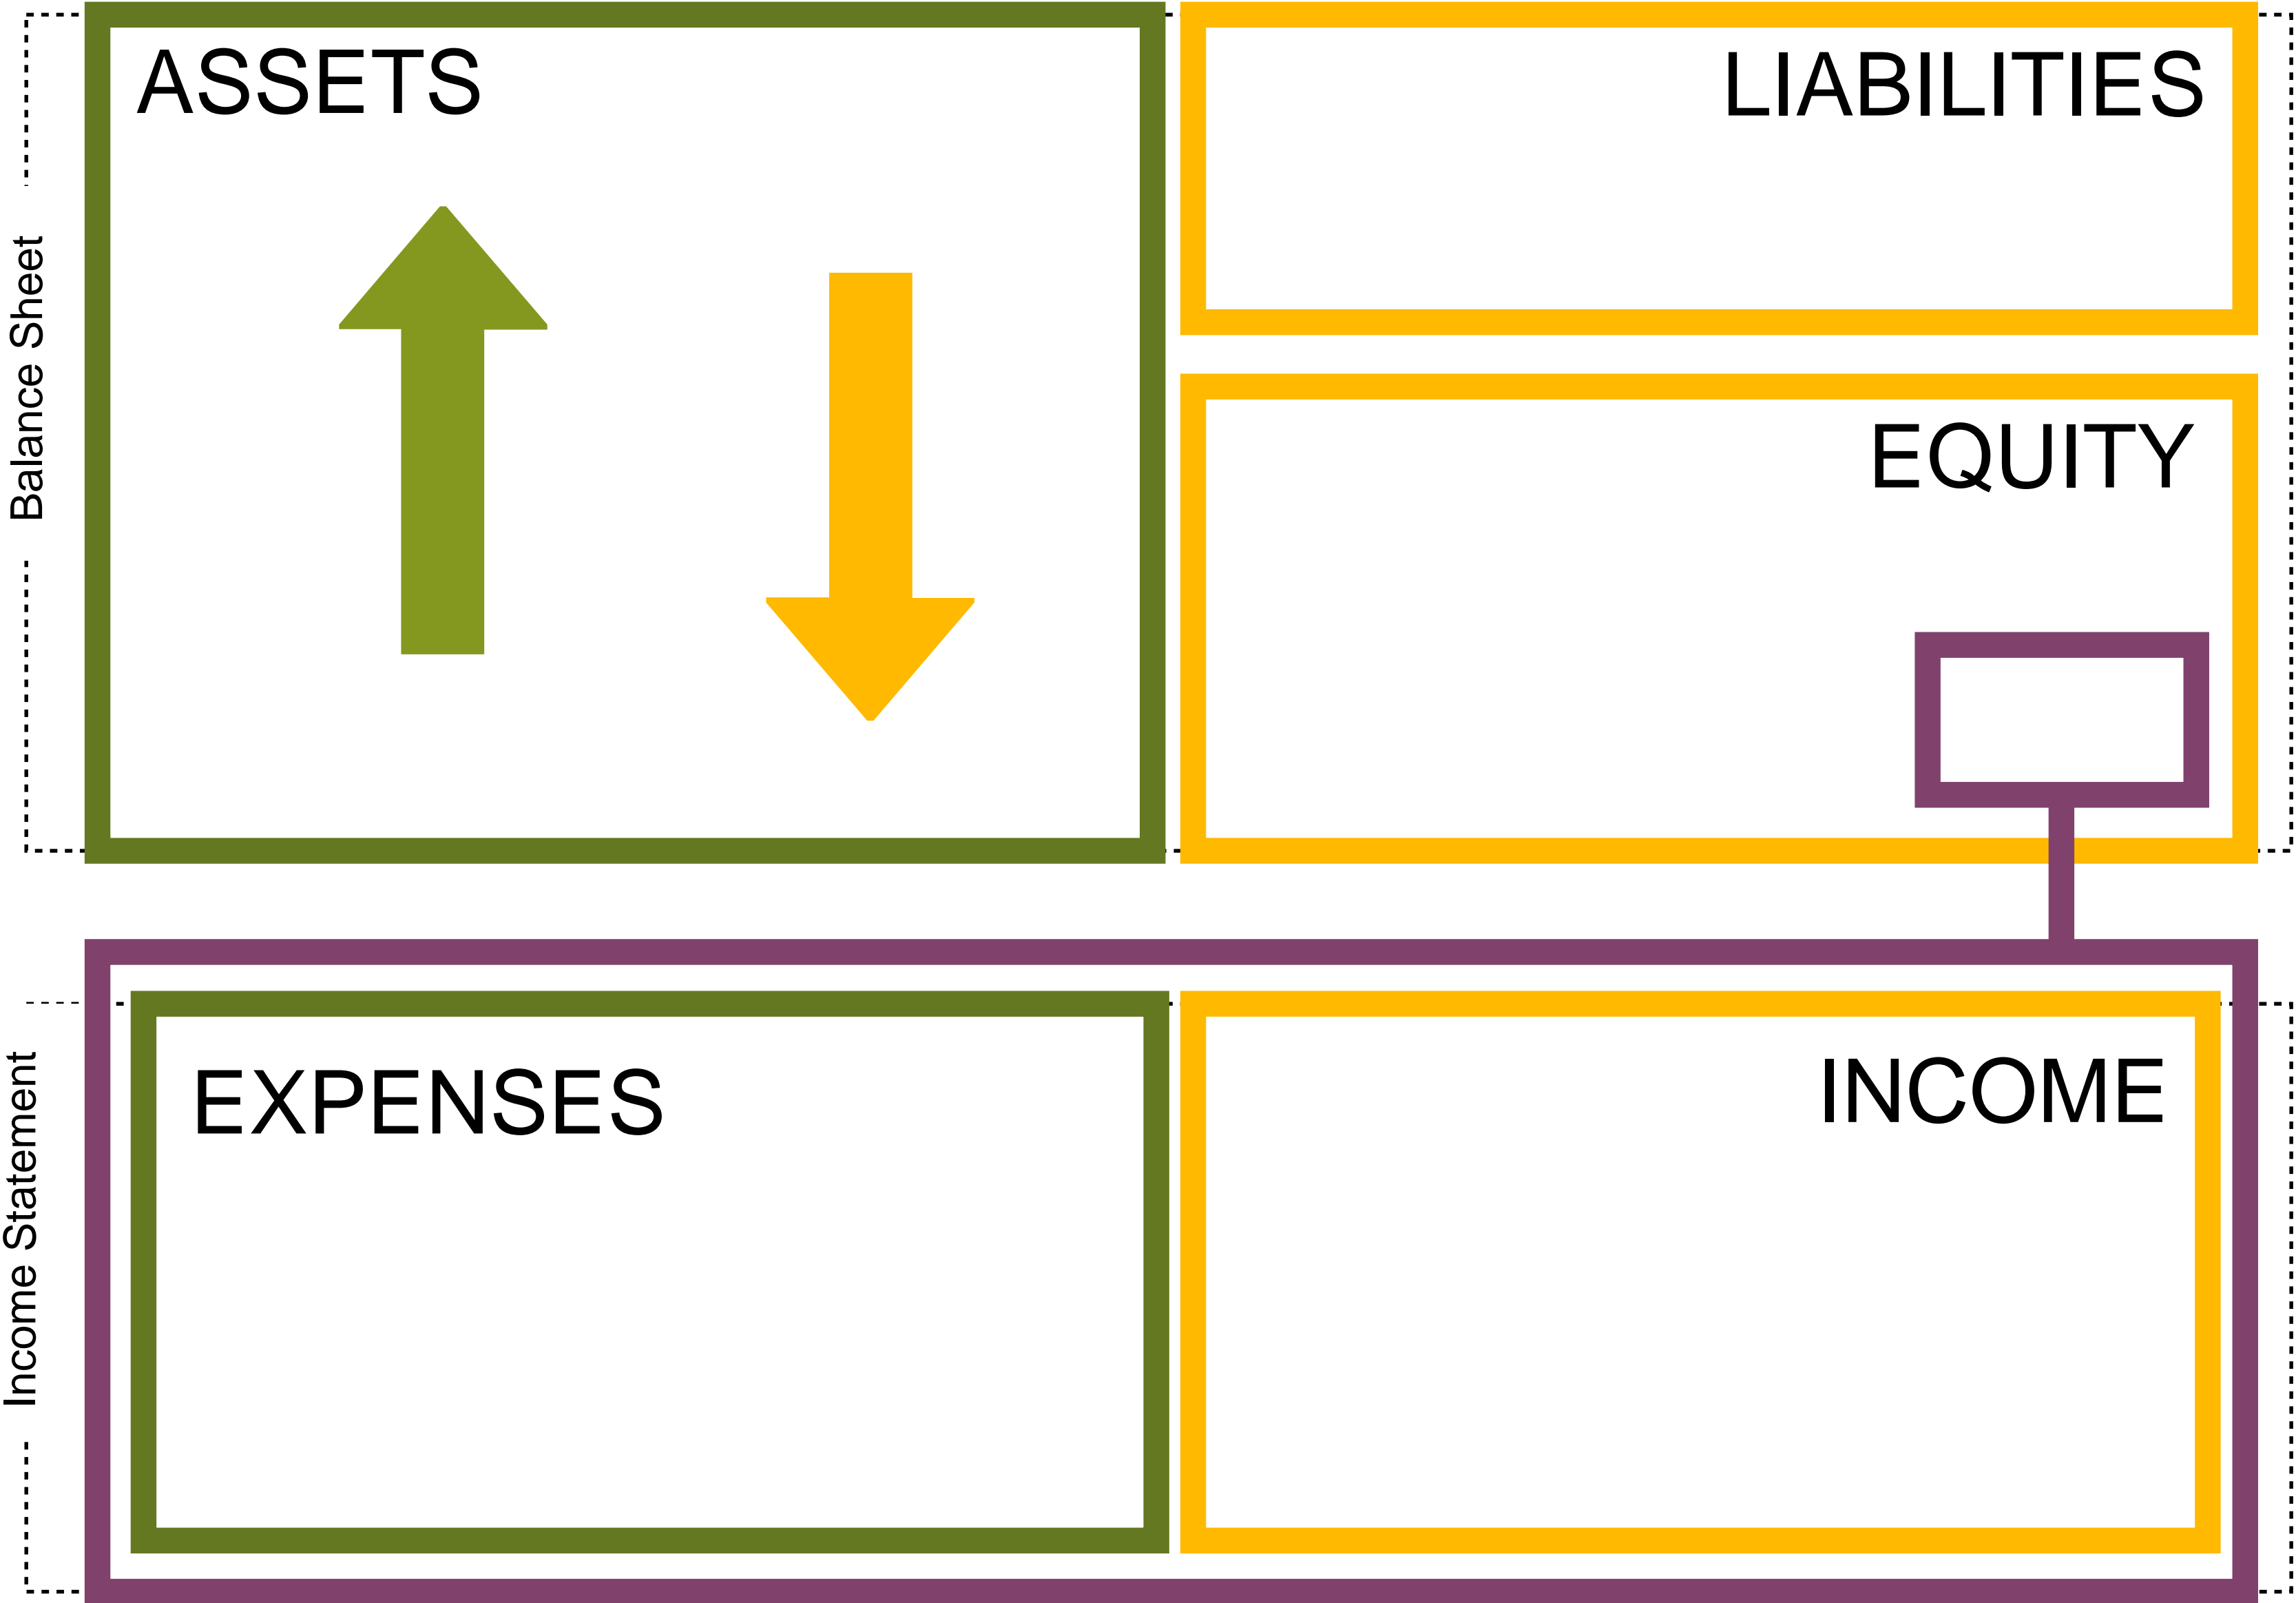 ASSETS
LIABILITIES
Balance Sheet
EQUITY
Income Statement
EXPENSES
INCOME